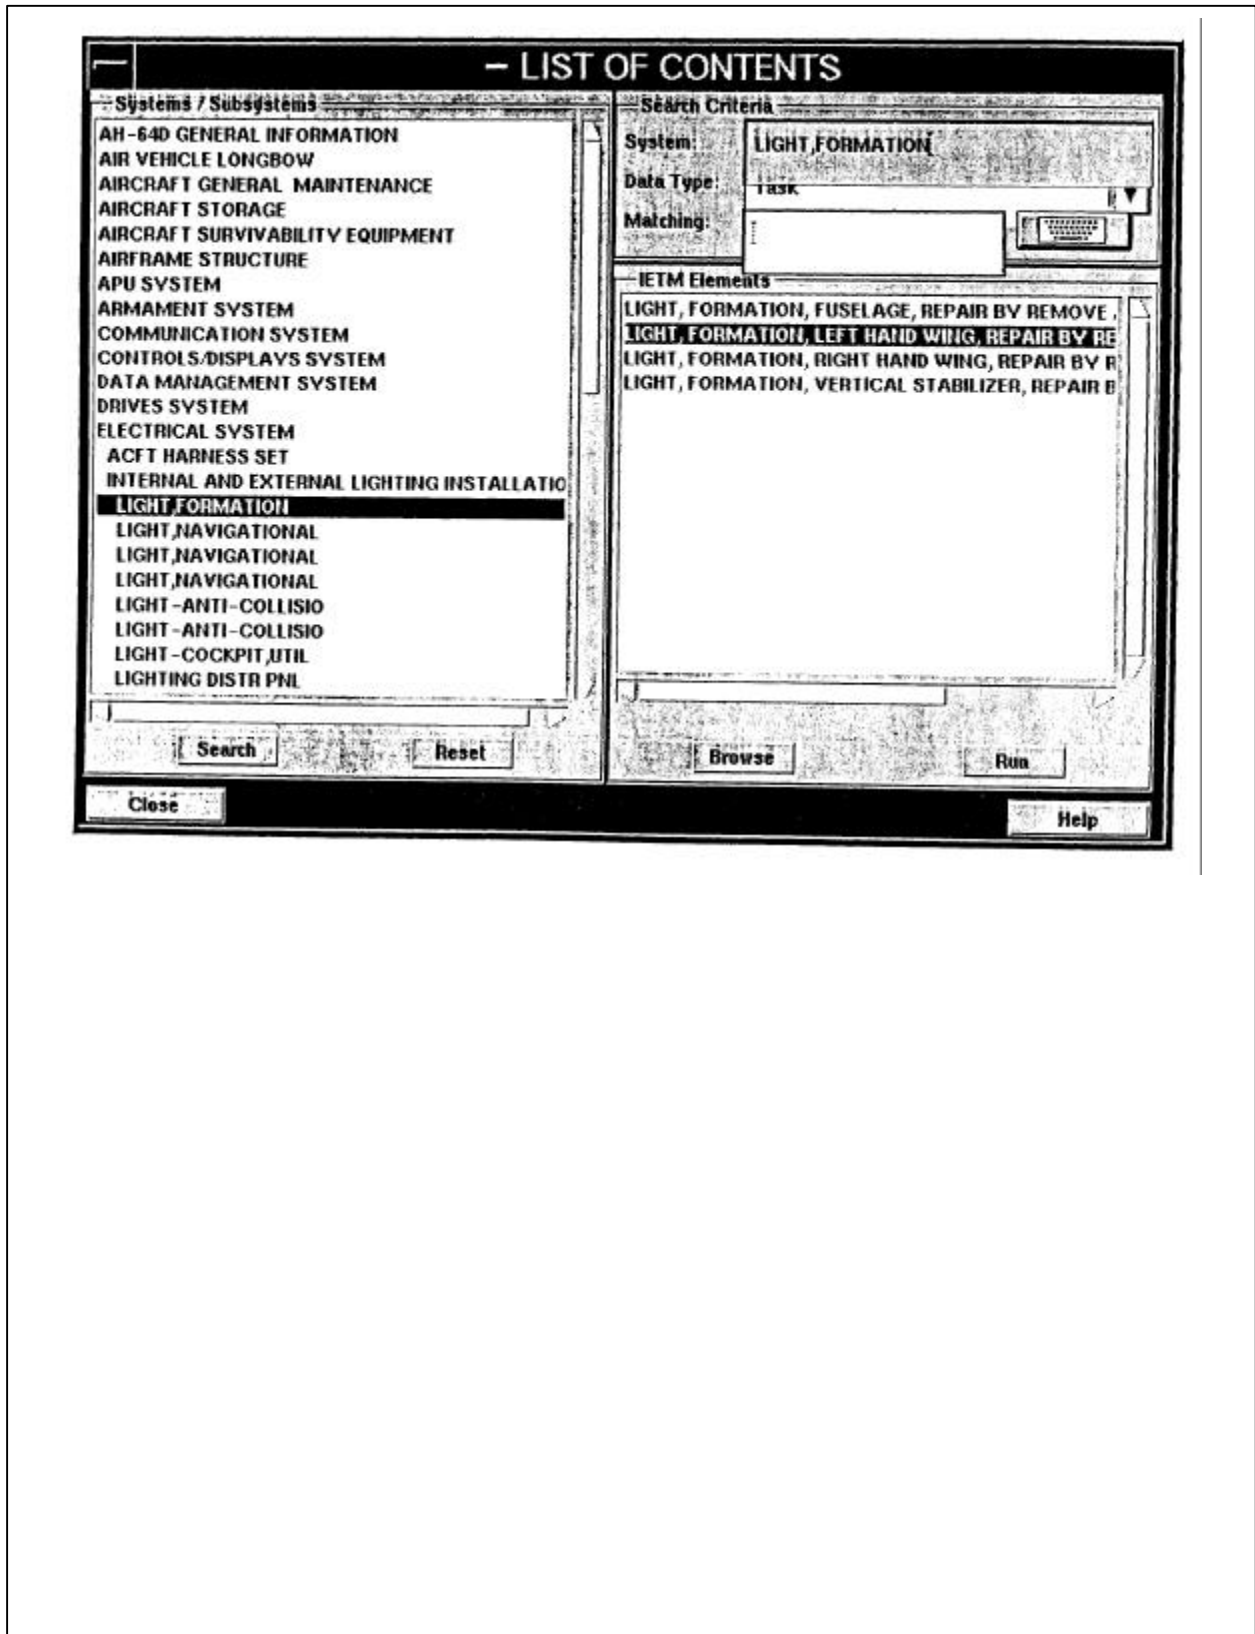 – LIST OF CONTENTS
Systems / Subsystems
AH-64D GENERAL INFORMATION
AIR VEHICLE LONGBOW
AIRCRAFT GENERAL MAINTENANCE
AIRCRAFT STORAGE
AIRCRAFT SURVIVABILITY EQUIPMENT
AIRFRAME STRUCTURE
APU SYSTEM
ARMAMENT SYSTEM
COMMUNICATION SYSTEM
CONTROLS/DISPLAYS SYSTEM
DATA MANAGEMENT SYSTEM
DRIVES SYSTEM
ELECTRICAL SYSTEM
ACFT HARNESS SET
INTERNAL AND EXTERNAL LIGHTING INSTALLATIO
LIGHT,FORMATION
LIGHT,NAVIGATIONAL
LIGHT,NAVIGATIONAL
LIGHT,NAVIGATIONAL
LIGHT-ANTI-COLLISIO
LIGHT-ANTI-COLLISIO
LIGHT-COCKPIT,UTIL
LIGHTING DISTR PNL
Search
Reset
Search Criteria
System: LIGHT,FORMATION
Data Type: Task
Matching:
IETM Elements
LIGHT, FORMATION, FUSELAGE, REPAIR BY REMOVE
LIGHT, FORMATION, LEFT HAND WING, REPAIR BY RE
LIGHT, FORMATION, RIGHT HAND WING, REPAIR BY R
LIGHT, FORMATION, VERTICAL STABILIZER, REPAIR B
Browse
Run
Close
Help